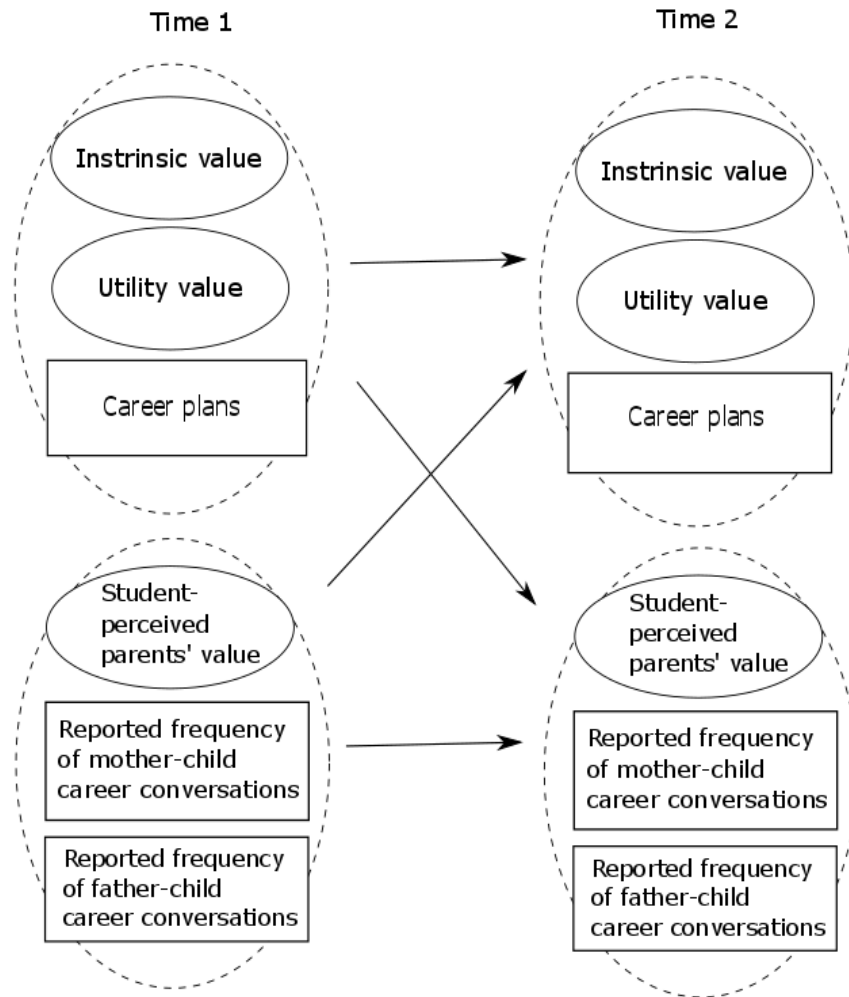 Time 1
Instrinsic value
Utility value
Career plans
Student-
perceived
parents' value
Reported frequency
of mother-child
career conversations
Reported frequency
of father-child
career conversations
Time 2
Instrinsic value
Utility value
Career plans
Student-
perceived
parents' value
Reported frequency
of mother-child
career conversations
Reported frequency
of father-child
career conversations